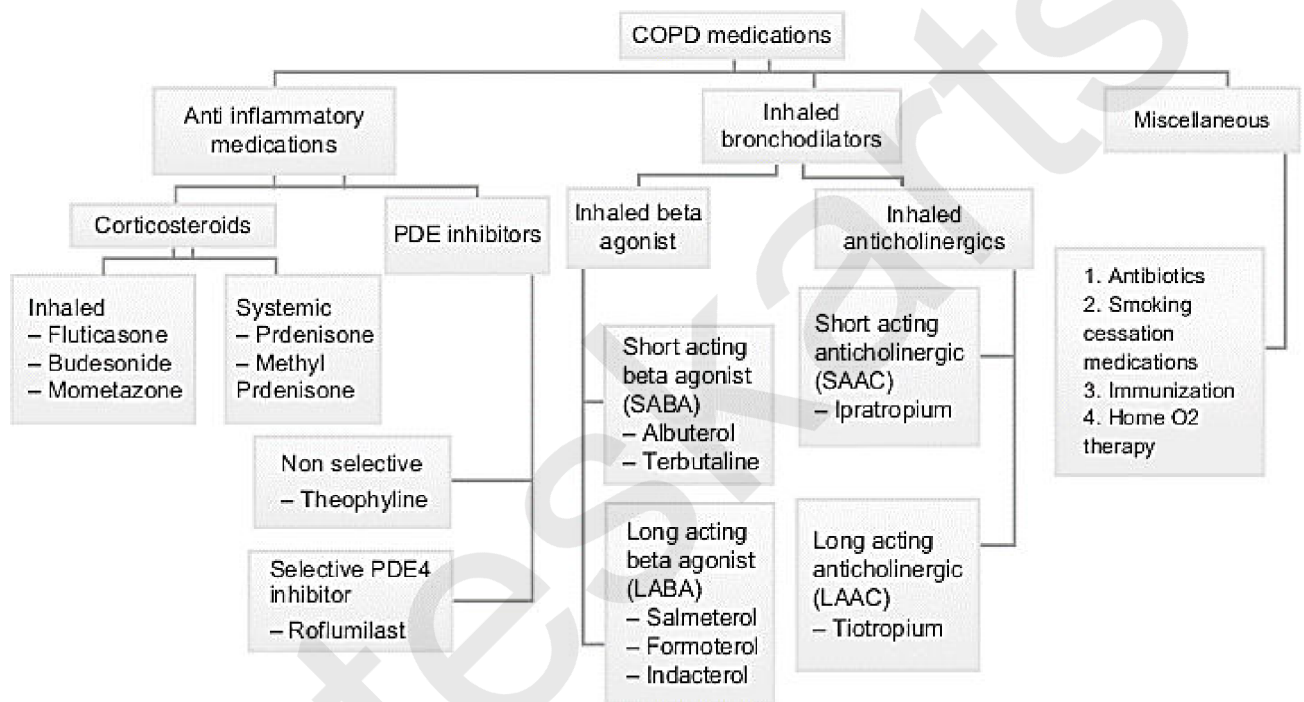 COPD medications
Anti inflammatory
medications
Inhaled
bronchodilators
Miscellaneous
Corticosteroids
PDE inhibitors
Inhaled beta
agonist
Inhaled
anticholinergics
Inhaled
– Fluticasone
– Budesonide
– Mometazone
Systemic
– Prdenisone
– Methyl
Prdenisone
Non selective
– Theophyline
Selective PDE4
inhibitor
– Roflumilast
Short acting
beta agonist
(SABA)
– Albuterol
– Terbutaline
Long acting
beta agonist
(LABA)
– Salmeterol
– Formoterol
– Indacterol
Short acting
anticholinergic
(SAAC)
– Ipratropium
Long acting
anticholinergic
(LAAC)
– Tiotropium
1. Antibiotics
2. Smoking
cessation
medications
3. Immunization
4. Home O2
therapy